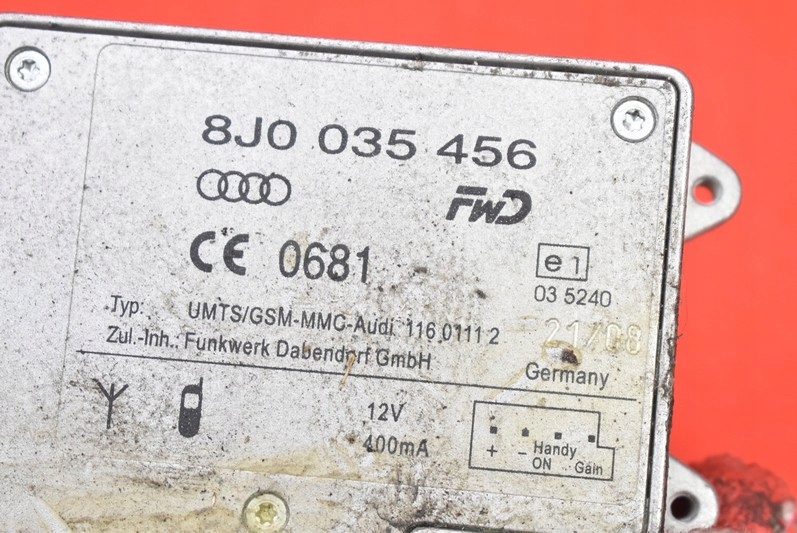 8J0 035 456
FWD
CE 0681
e1
03 5240
Typ: UMTS/GSM-MMC-Audi 116 0111 2
21/08
Zul.-Inh.: Funkwerk Dabendorf GmbH
Germany
12V
400mA
+ - Handy ON Gain